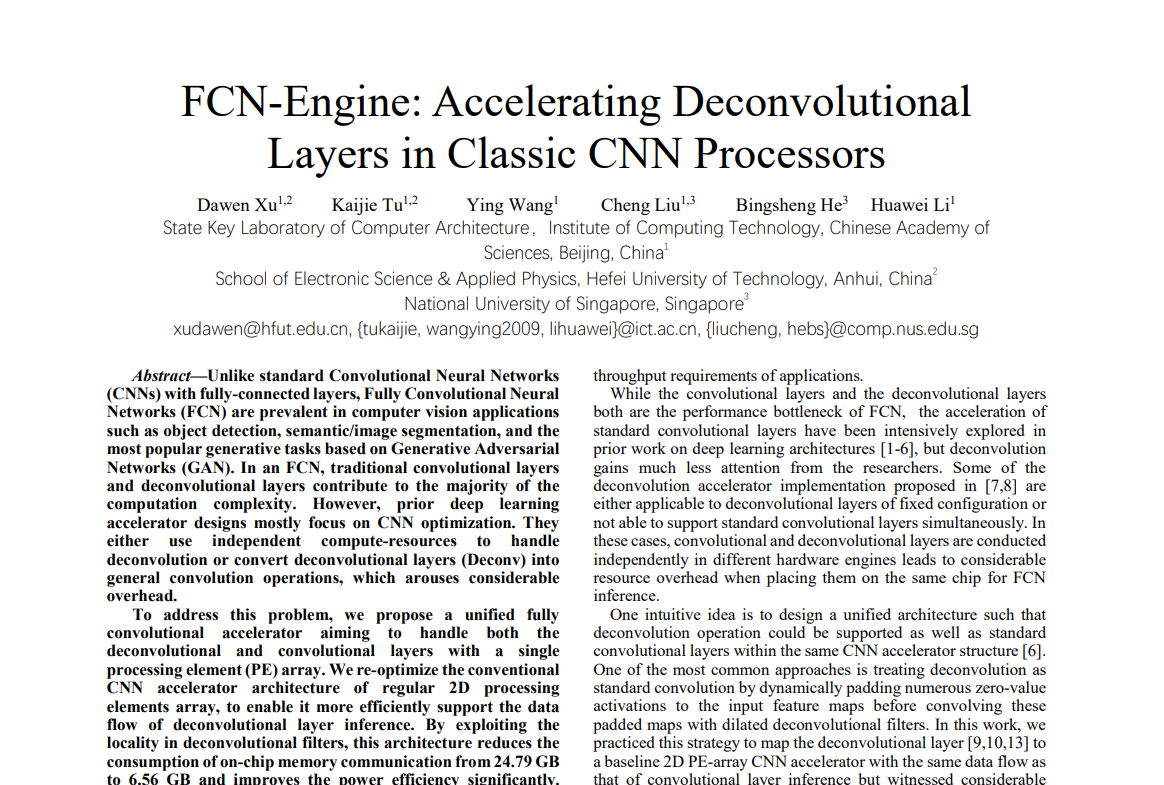 FCN-Engine: Accelerating Deconvolutional
Layers in Classic CNN Processors
Dawen Xu1,2 Kaijie Tu1,2 Ying Wang1 Cheng Liu1,3 Bingsheng He3 Huawei Li1
State Key Laboratory of Computer Architecture，Institute of Computing Technology, Chinese Academy of
Sciences, Beijing, China1
School of Electronic Science & Applied Physics, Hefei University of Technology, Anhui, China2
National University of Singapore, Singapore3
xudawen@hfut.edu.cn, {tukaijie, wangying2009, lihuawei}@ict.ac.cn, {liucheng, hebs}@comp.nus.edu.sg
Abstract—Unlike standard Convolutional Neural Networks
(CNNs) with fully-connected layers, Fully Convolutional Neural
Networks (FCN) are prevalent in computer vision applications
such as object detection, semantic/image segmentation, and the
most popular generative tasks based on Generative Adversarial
Networks (GAN). In an FCN, traditional convolutional layers
and deconvolutional layers contribute to the majority of the
computation complexity. However, prior deep learning
accelerator designs mostly focus on CNN optimization. They
either use independent compute-resources to handle
deconvolution or convert deconvolutional layers (Deconv) into
general convolution operations, which arouses considerable
overhead.
To address this problem, we propose a unified fully
convolutional accelerator aiming to handle both the
deconvolutional and convolutional layers with a single
processing element (PE) array. We re-optimize the conventional
CNN accelerator architecture of regular 2D processing
elements array, to enable it more efficiently support the data
flow of deconvolutional layer inference. By exploiting the
locality in deconvolutional filters, this architecture reduces the
consumption of on-chip memory communication from 24.79 GB
to 6.56 GB and improves the power efficiency significantly.
throughput requirements of applications.
While the convolutional layers and the deconvolutional layers
both are the performance bottleneck of FCN, the acceleration of
standard convolutional layers have been intensively explored in
prior work on deep learning architectures [1-6], but deconvolution
gains much less attention from the researchers. Some of the
deconvolution accelerator implementation proposed in [7,8] are
either applicable to deconvolutional layers of fixed configuration or
not able to support standard convolutional layers simultaneously. In
these cases, convolutional and deconvolutional layers are conducted
independently in different hardware engines leads to considerable
resource overhead when placing them on the same chip for FCN
inference.
One intuitive idea is to design a unified architecture such that
deconvolution operation could be supported as well as standard
convolutional layers within the same CNN accelerator structure [6].
One of the most common approaches is treating deconvolution as
standard convolution by dynamically padding numerous zero-value
activations to the input feature maps before convolving these
padded maps with dilated deconvolutional filters. In this work, we
practiced this strategy to map the deconvolutional layer [9,10,13] to
a baseline 2D PE-array CNN accelerator with the same data flow as
that of convolutional layer inference but witnessed considerable